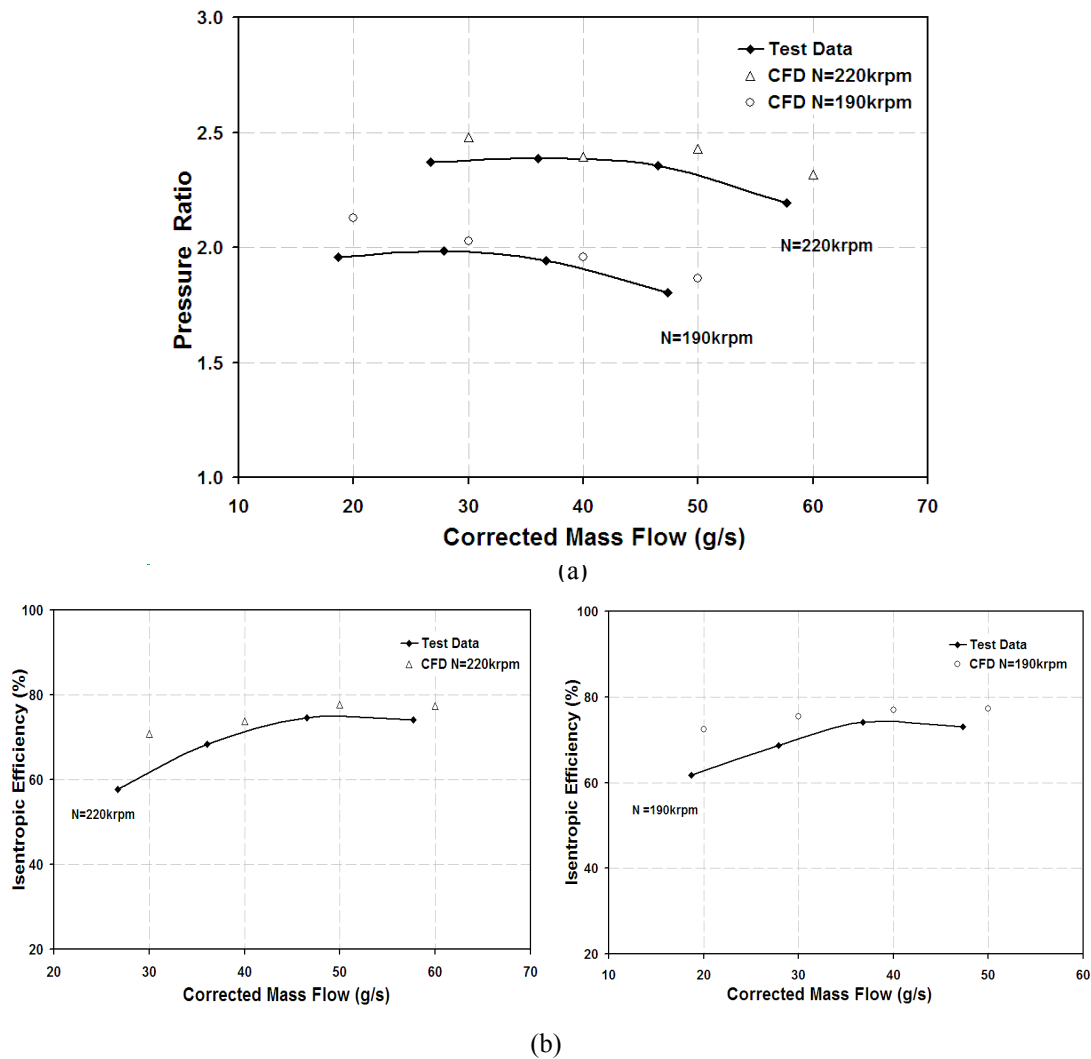 3.0
2.5
2.0
1.5
1.0
Pressure Ratio
Test Data
CFD N=220krpm
CFD N=190krpm
N=220krpm
N=190krpm
10 20 30 40 50 60 70
Corrected Mass Flow (g/s)
(a)
100
80
60
40
20
Isentropic Efficiency (%)
Test Data
CFD N=220krpm
N=220krpm
20 30 40 50 60 70
Corrected Mass Flow (g/s)
100
80
60
40
20
Isentropic Efficiency (%)
Test Data
CFD N=190krpm
N =190krpm
10 20 30 40 50 60
Corrected Mass Flow (g/s)
(b)